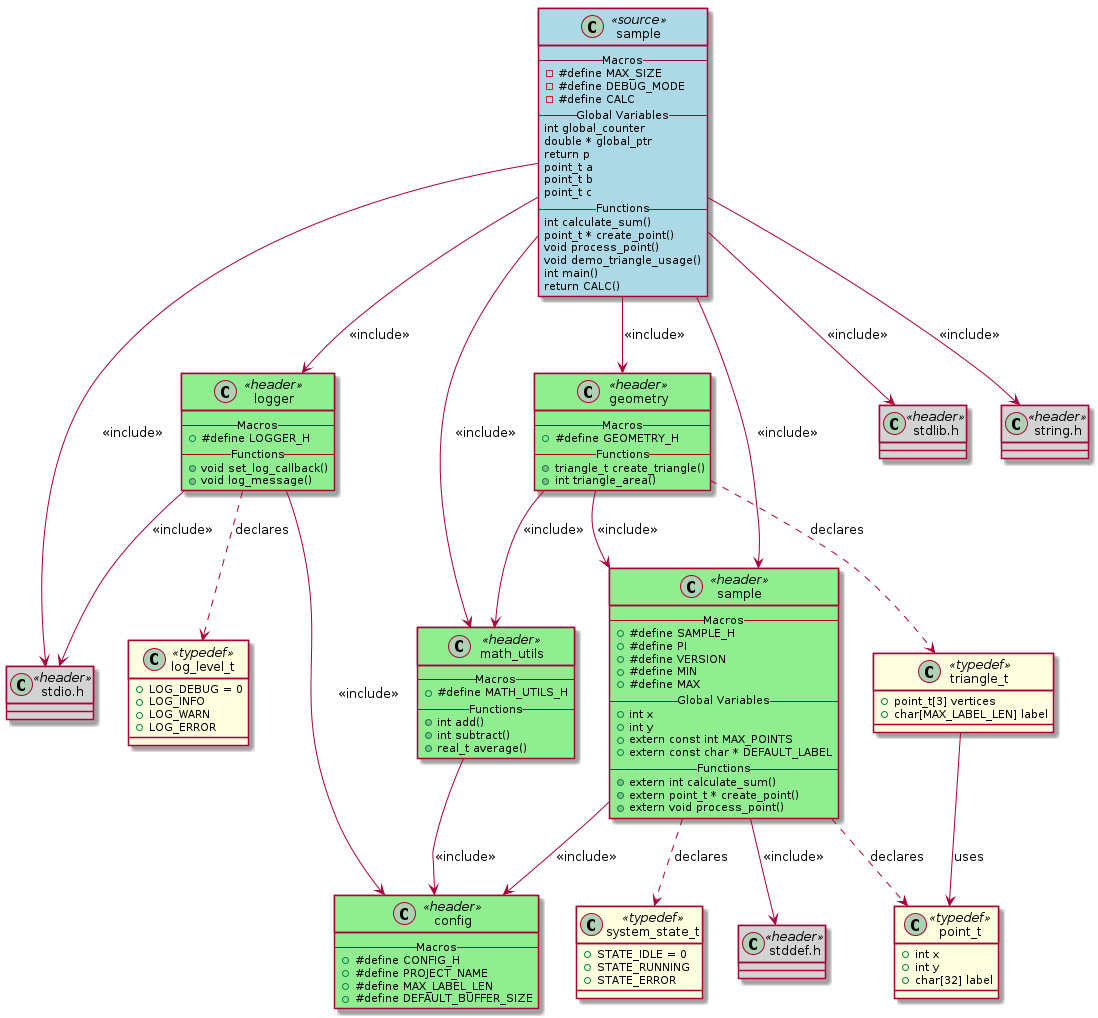 C «source»
sample
Macros
#define MAX_SIZE
#define DEBUG_MODE
#define CALC
Global Variables
int global_counter
double * global_ptr
return p
point_t a
point_t b
point_t c
Functions
int calculate_sum()
point_t * create_point()
void process_point()
void demo_triangle_usage()
int main()
return CALC()
«include»
«include»
«include»
«include»
C «header»
logger
Macros
#define LOGGER_H
Functions
void set_log_callback()
void log_message()
C «header»
geometry
Macros
#define GEOMETRY_H
Functions
triangle_t create_triangle()
int triangle_area()
C «header»
stdlib.h
C «header»
string.h
«include»
«include»
«include»
«include»
declares
«include»
«include»
declares
C «header»
stdio.h
C «typedef»
log_level_t
LOG_DEBUG = 0
LOG_INFO
LOG_WARN
LOG_ERROR
«include»
C «header»
math_utils
Macros
#define MATH_UTILS_H
Functions
int add()
int subtract()
real_t average()
C «header»
sample
Macros
#define SAMPLE_H
#define PI
#define VERSION
#define MIN
#define MAX
Global Variables
int x
int y
extern const int MAX_POINTS
extern const char * DEFAULT_LABEL
Functions
extern int calculate_sum()
extern point_t * create_point()
extern void process_point()
C «typedef»
triangle_t
point_t[3] vertices
char[MAX_LABEL_LEN] label
«include»
«include»
declares
«include»
declares
uses
C «header»
config
Macros
#define CONFIG_H
#define PROJECT_NAME
#define MAX_LABEL_LEN
#define DEFAULT_BUFFER_SIZE
C «typedef»
system_state_t
STATE_IDLE = 0
STATE_RUNNING
STATE_ERROR
C «header»
stddef.h
C «typedef»
point_t
int x
int y
char[32] label